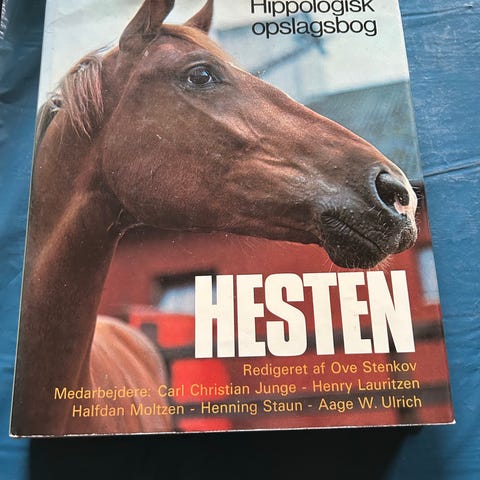 Hippologisk
opslagsbog
HESTEN
Redigeret af Ove Stenkov
Medarbejdere: Carl Christian Junge - Henry Lauritzen
Halfdan Moltzen - Henning Staun - Aage W. Ulrich